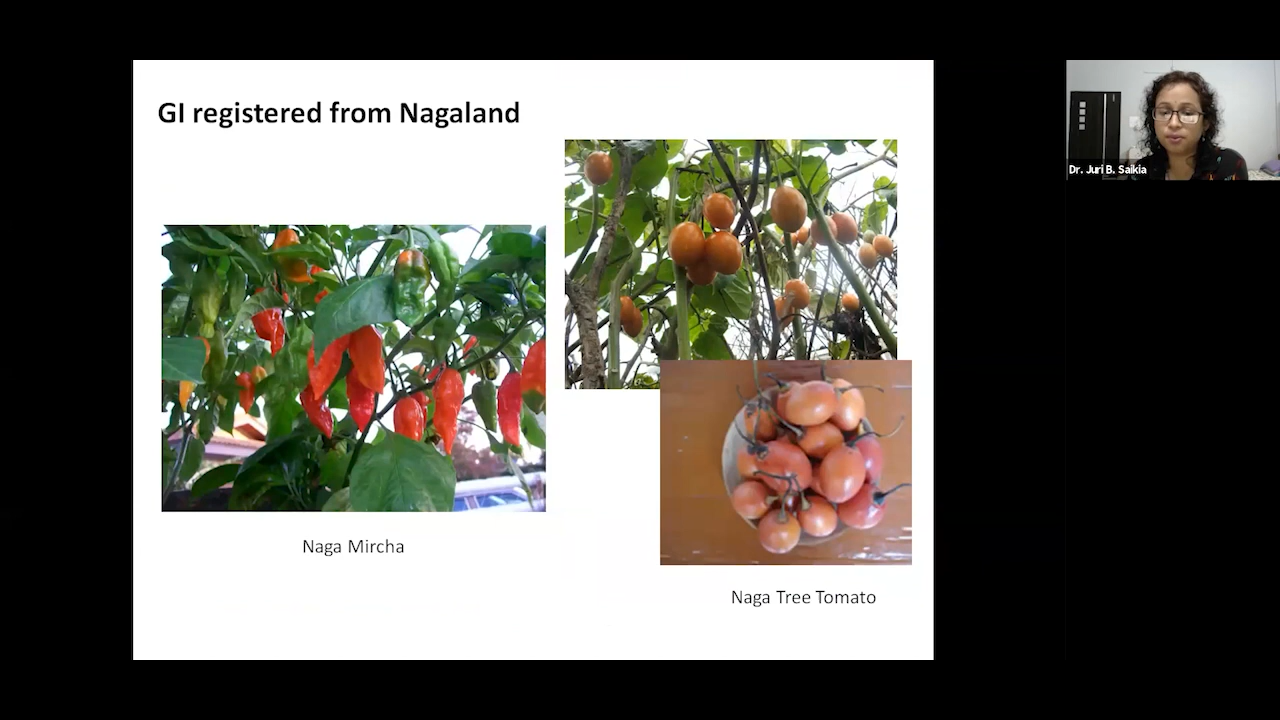 GI registered from Nagaland
Dr. Juri B. Saikia
Naga Mircha
Naga Tree Tomato